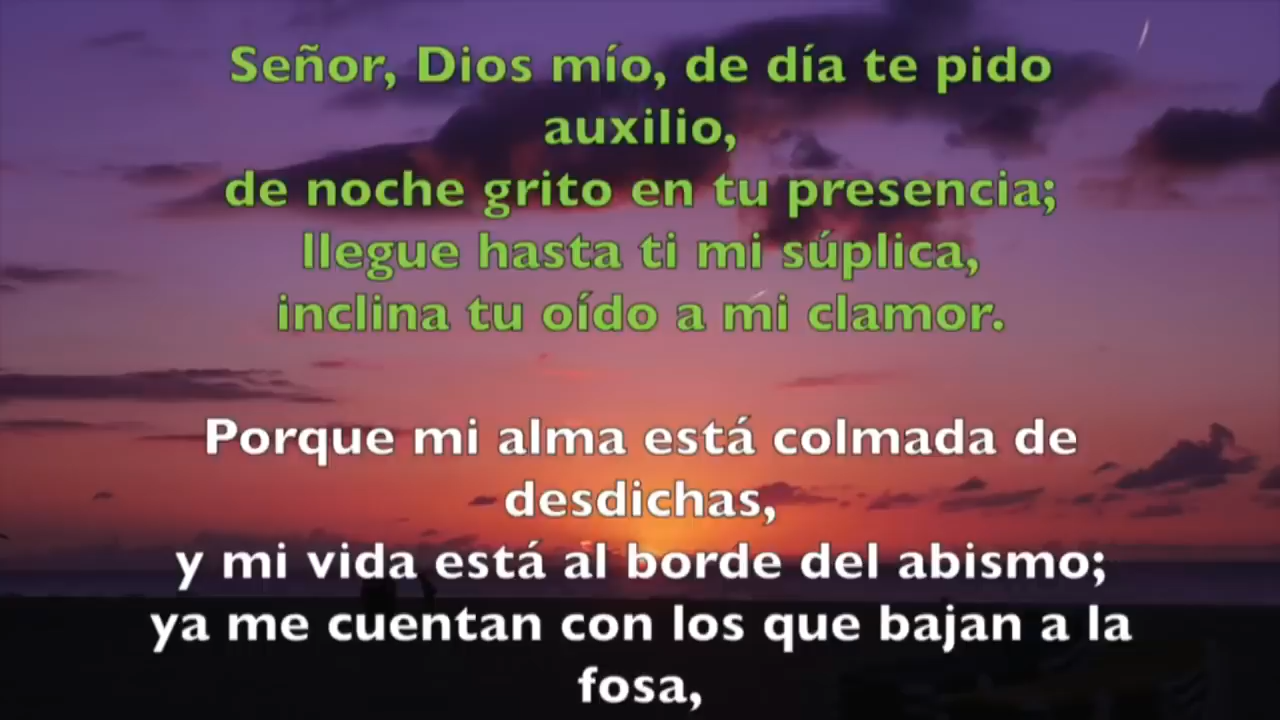 Señor, Dios mío, de día te pido
auxilio,
de noche grito en tu presencia;
llegue hasta ti mi súplica,
inclina tu oído a mi clamor.
Porque mi alma está colmada de
desdichas,
y mi vida está al borde del abismo;
ya me cuentan con los que bajan a la
fosa,